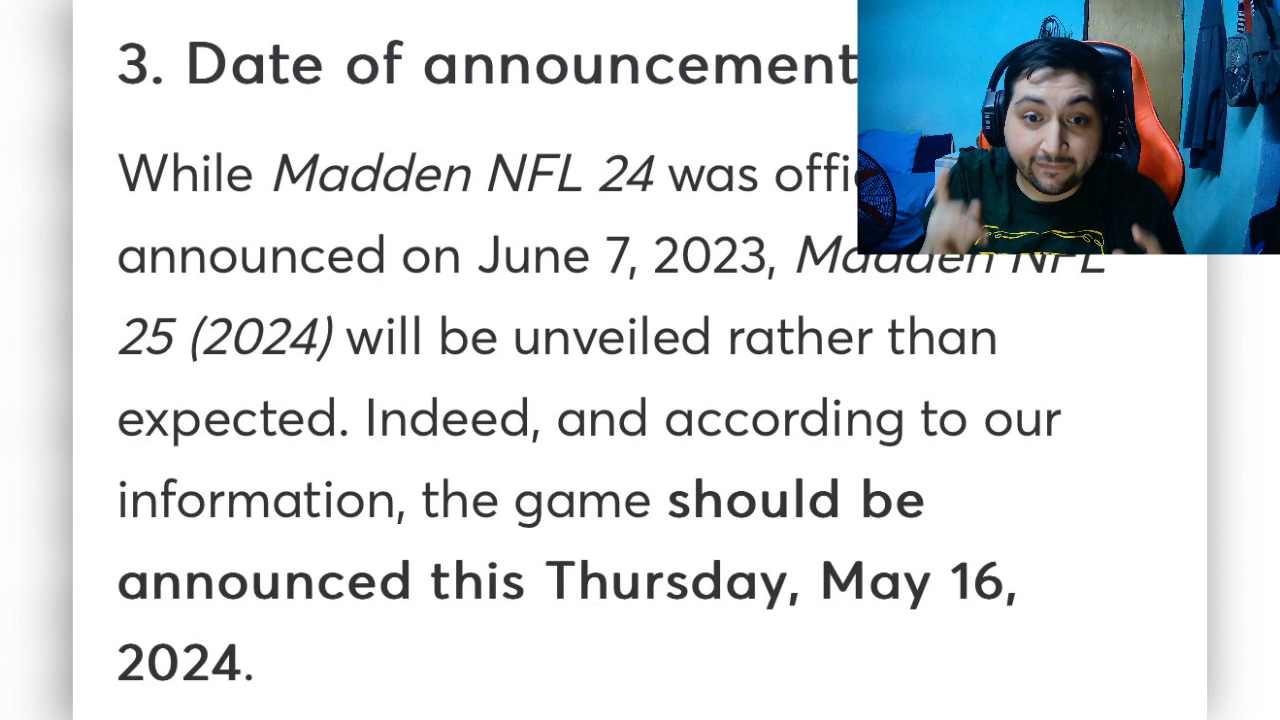 3. Date of announcement
While Madden NFL 24 was
announced on June 7, 2023, Madden NFL
25 (2024) will be unveiled rather than
expected. Indeed, and according to our
information, the game should be
announced this Thursday, May 16,
2024.